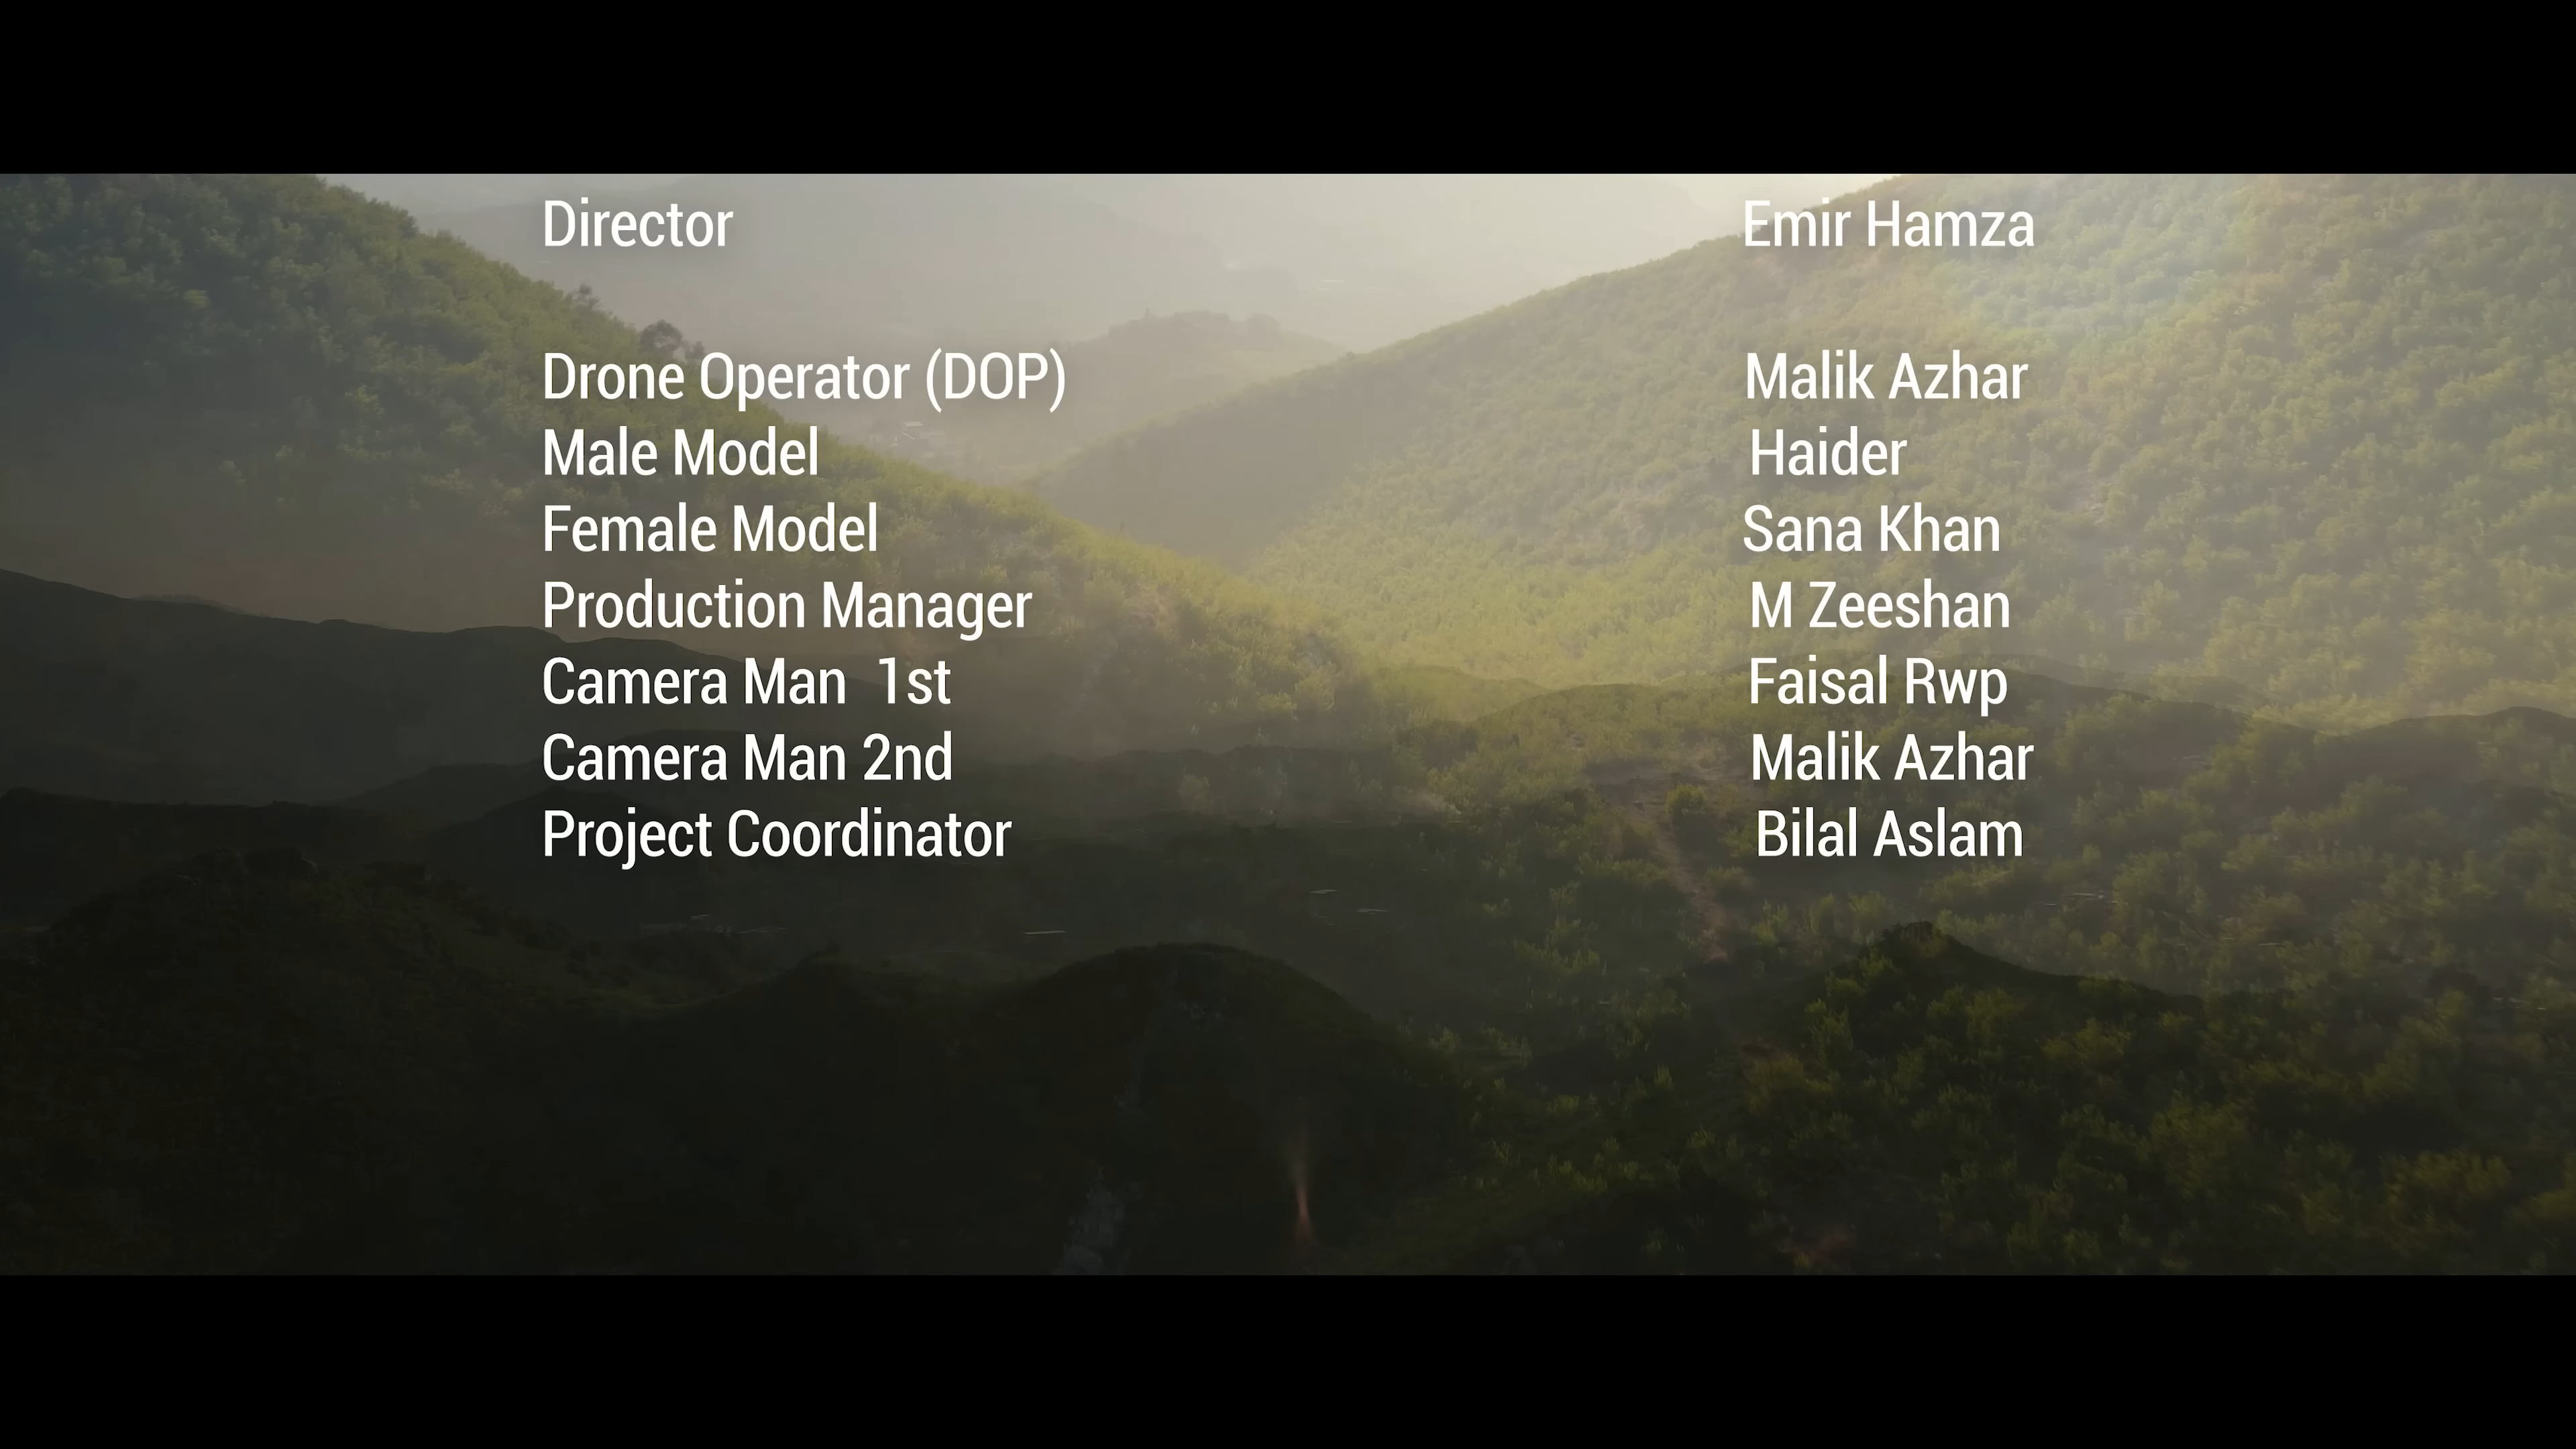 Director Emir Hamza
Drone Operator (DOP) Malik Azhar
Male Model Haider
Female Model Sana Khan
Production Manager M Zeeshan
Camera Man  1st Faisal Rwp
Camera Man 2nd Malik Azhar
Project Coordinator Bilal Aslam